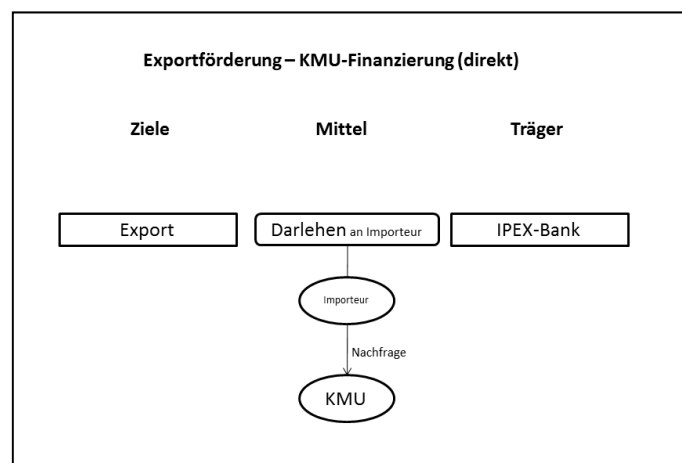 Exportförderung – KMU-Finanzierung (direkt)
Ziele Mittel Träger
Export Darlehen an Importeur IPEX-Bank
Importeur
Nachfrage
KMU